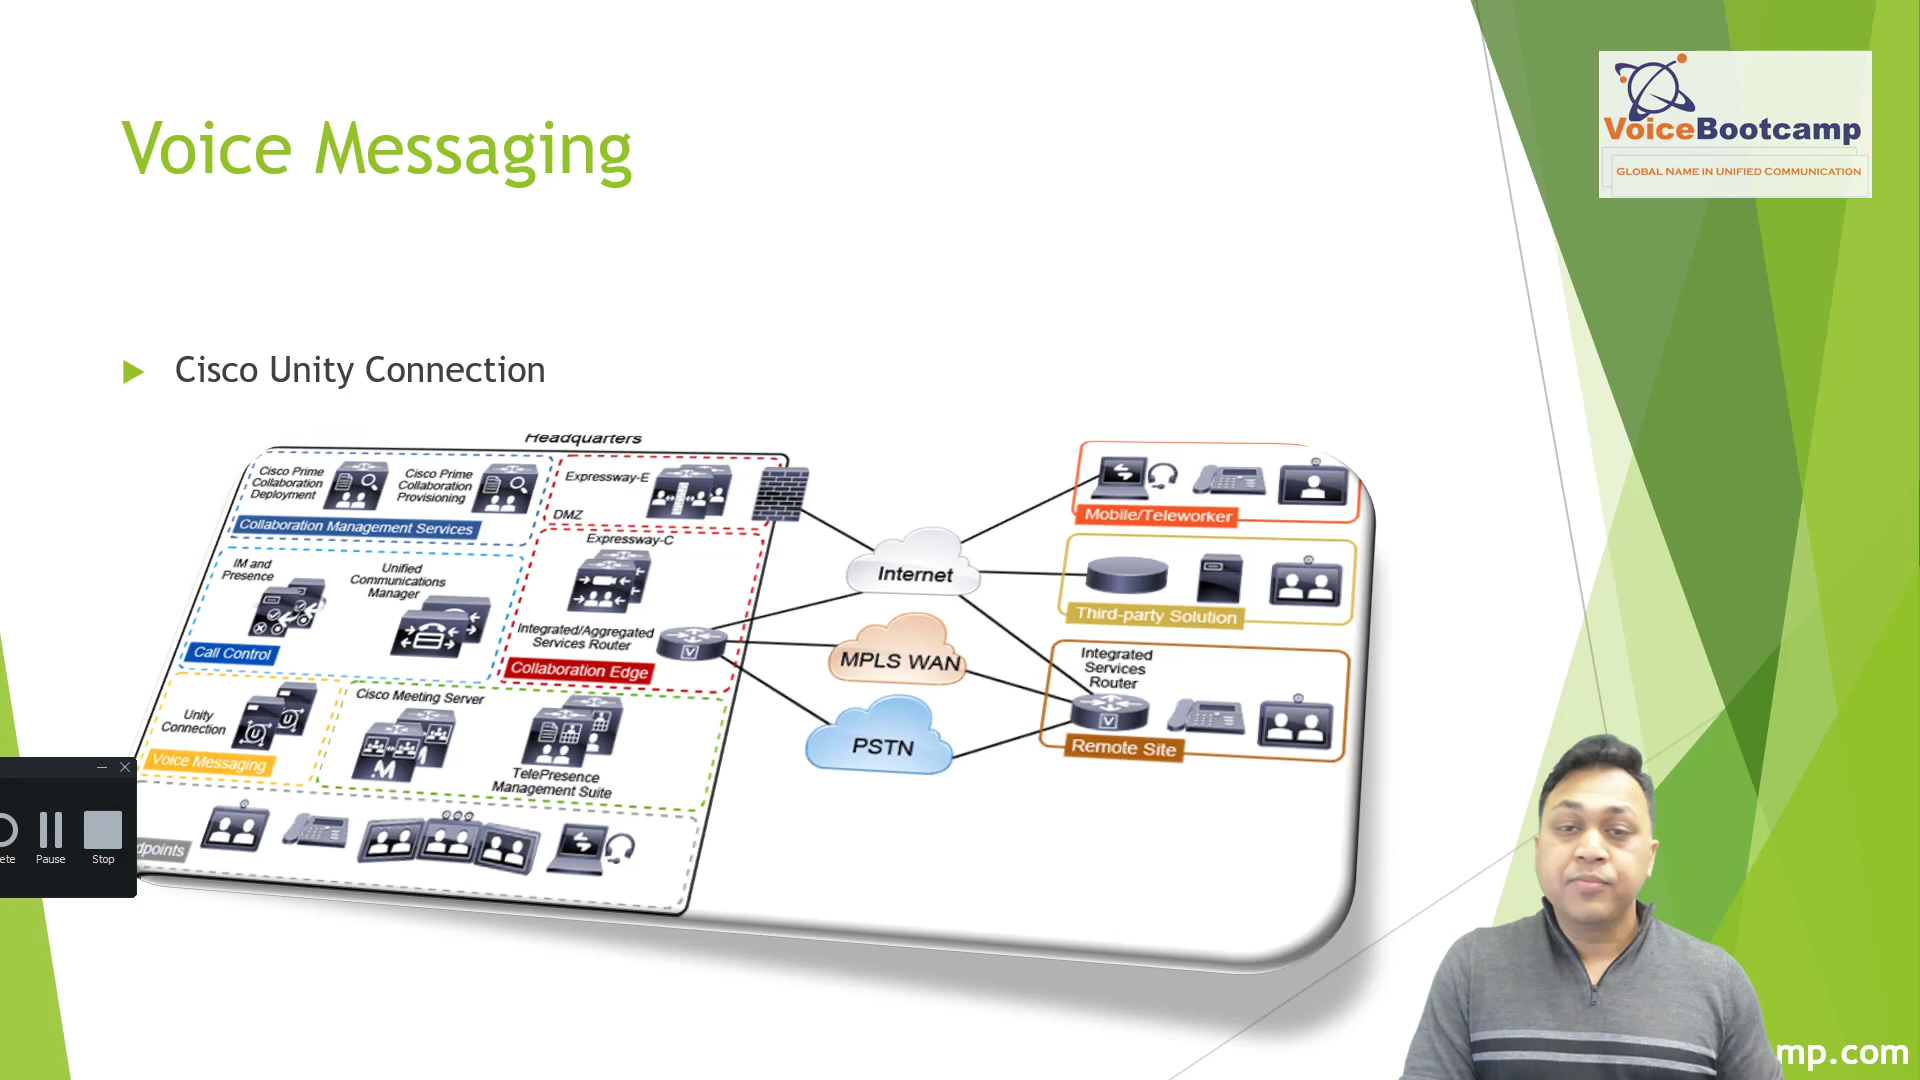 Voice Messaging
VoiceBootcamp
GLOBAL NAME IN UNIFIED COMMUNICATION
Cisco Unity Connection
Headquarters
Cisco Prime
Collaboration
Deployment
Cisco Prime
Collaboration
Provisioning
Collaboration Management Services
Expressway-E
DMZ
Expressway-C
IM and
Presence
Unified
Communications
Manager
Call Control
Integrated/Aggregated
Services Router
Collaboration Edge
Unity
Connection
Voice Messaging
Cisco Meeting Server
TelePresence
Management Suite
dpoints
Internet
MPLS WAN
PSTN
Mobile/Teleworker
Third-party Solution
Integrated
Services
Router
Remote Site
ete
Pause
Stop
mp.com